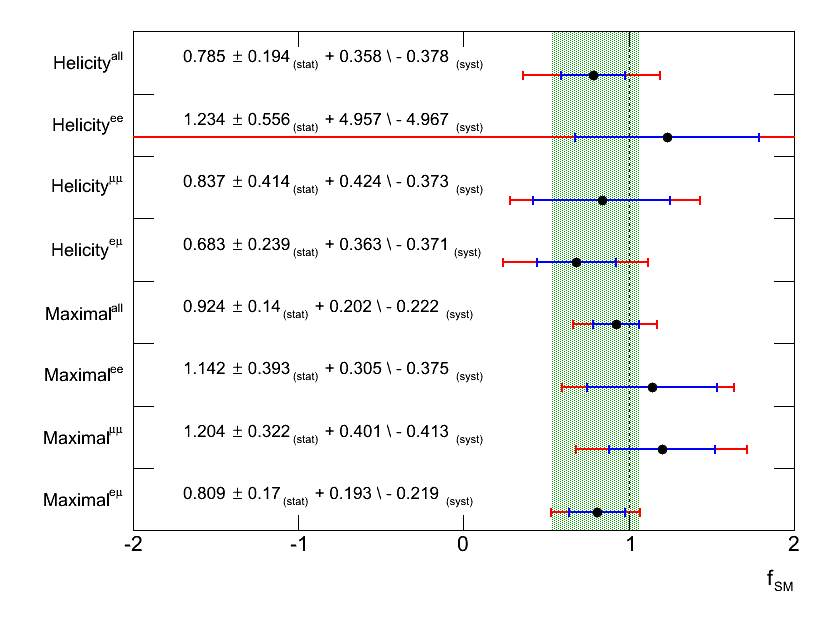 Helicity^all 0.785 ± 0.194 (stat) + 0.358 \ - 0.378 (syst)
Helicity^ee 1.234 ± 0.556 (stat) + 4.957 \ - 4.967 (syst)
Helicity^μμ 0.837 ± 0.414 (stat) + 0.424 \ - 0.373 (syst)
Helicity^eμ 0.683 ± 0.239 (stat) + 0.363 \ - 0.371 (syst)
Maximal^all 0.924 ± 0.14 (stat) + 0.202 \ - 0.222 (syst)
Maximal^ee 1.142 ± 0.393 (stat) + 0.305 \ - 0.375 (syst)
Maximal^μμ 1.204 ± 0.322 (stat) + 0.401 \ - 0.413 (syst)
Maximal^eμ 0.809 ± 0.17 (stat) + 0.193 \ - 0.219 (syst)
-2 -1 0 1 2
f_SM